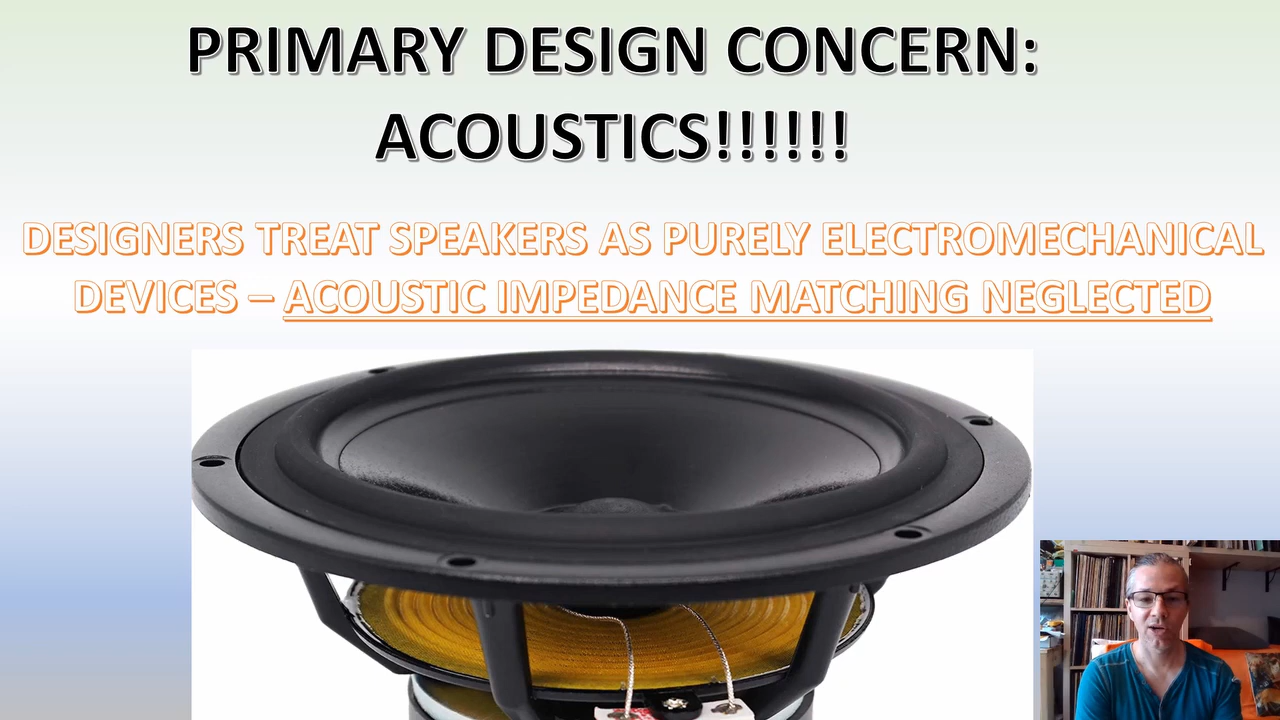 PRIMARY DESIGN CONCERN:
ACOUSTICS!!!!!!
DESIGNERS TREAT SPEAKERS AS PURELY ELECTROMECHANICAL
DEVICES – ACOUSTIC IMPEDANCE MATCHING NEGLECTED